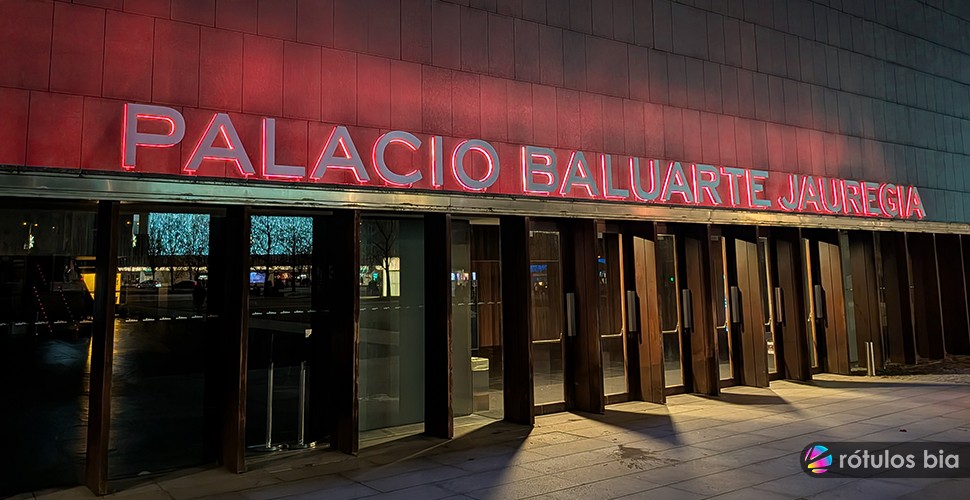 PALACIO BALUARTE JAUREGIA
rótulos bia